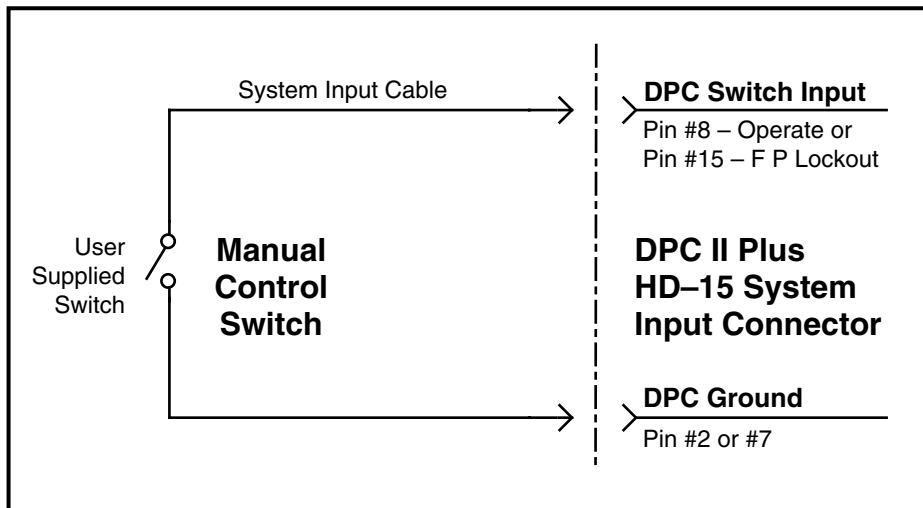 System Input Cable
DPC Switch Input
Pin #8 – Operate or
Pin #15 – F P Lockout
User
Supplied
Switch
Manual
Control
Switch
DPC II Plus
HD–15 System
Input Connector
DPC Ground
Pin #2 or #7